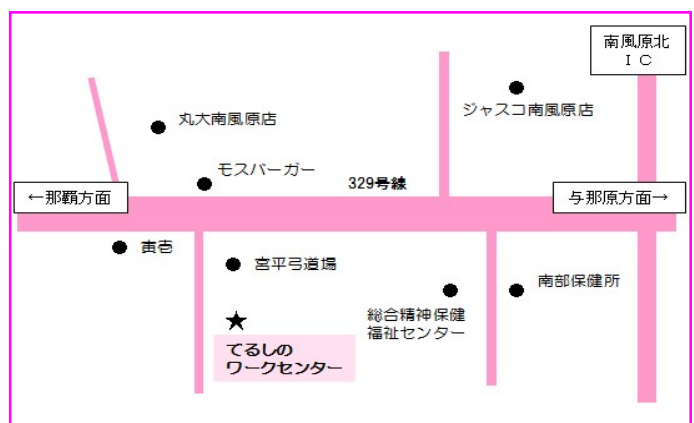 南風原北
ＩＣ
ジャスコ南風原店
丸大南風原店
モスバーガー
329号線
←那覇方面
与那原方面→
寅壱
宮平弓道場
南部保健所
総合精神保健
福祉センター
★
てるしの
ワークセンター